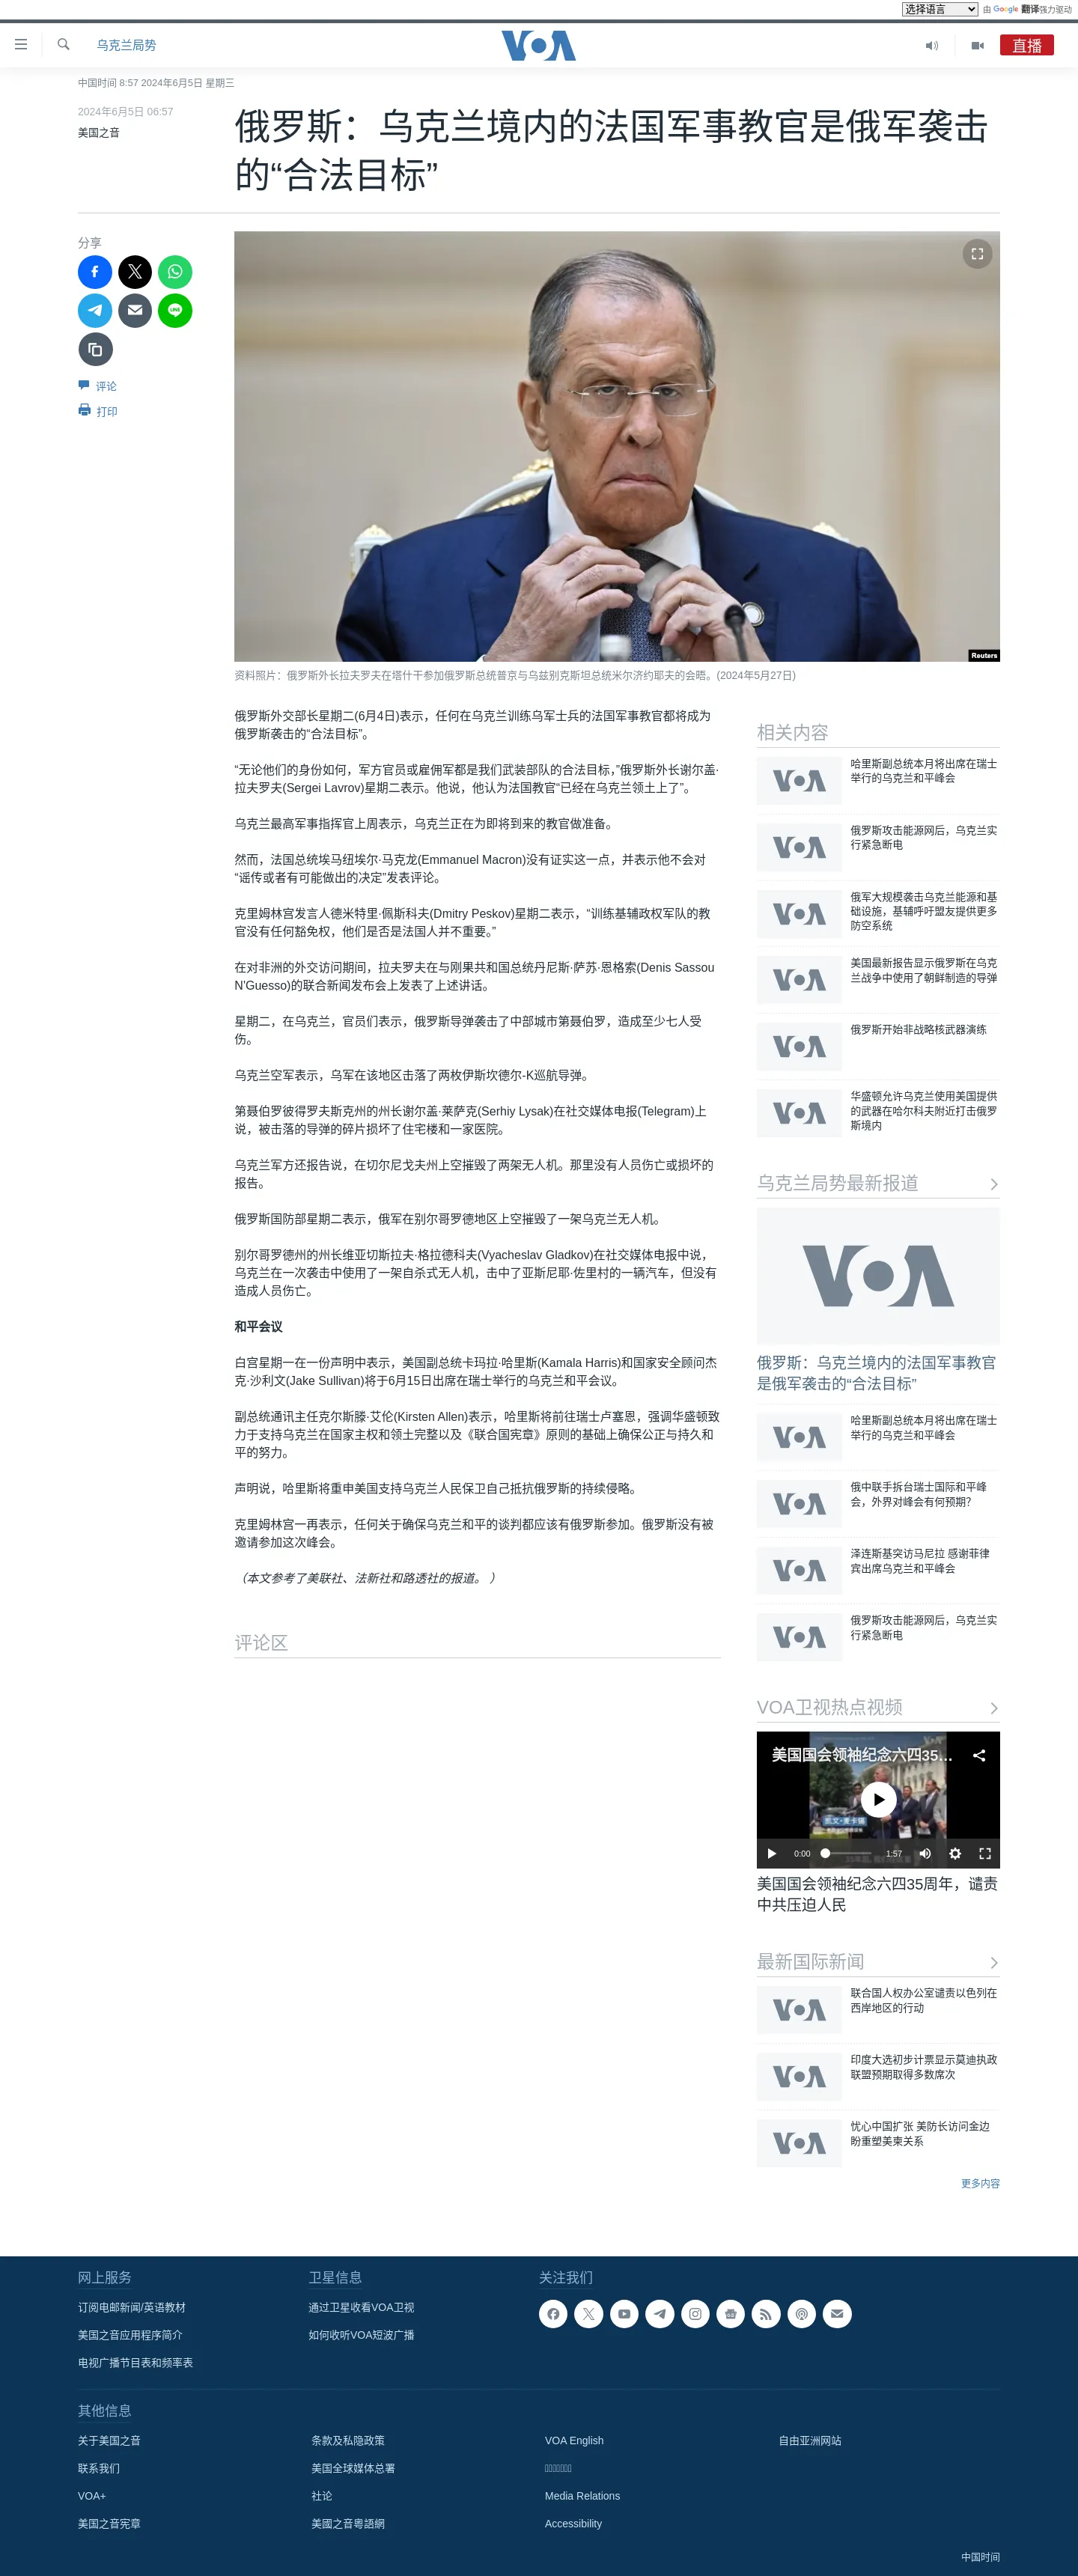 选择语言
由 Google 翻译强力驱动
乌克兰局势
VOA
直播
中国时间 8:57 2024年6月5日 星期三
2024年6月5日 06:57
美国之音
俄罗斯：乌克兰境内的法国军事教官是俄军袭击
的“合法目标”
分享
LINE
评论
打印
Reuters
资料照片：俄罗斯外长拉夫罗夫在塔什干参加俄罗斯总统普京与乌兹别克斯坦总统米尔济约耶夫的会晤。(2024年5月27日)
俄罗斯外交部长星期二(6月4日)表示，任何在乌克兰训练乌军士兵的法国军事教官都将成为
俄罗斯袭击的“合法目标”。
“无论他们的身份如何，军方官员或雇佣军都是我们武装部队的合法目标，”俄罗斯外长谢尔盖·
拉夫罗夫(Sergei Lavrov)星期二表示。他说，他认为法国教官“已经在乌克兰领土上了”。
乌克兰最高军事指挥官上周表示，乌克兰正在为即将到来的教官做准备。
然而，法国总统埃马纽埃尔·马克龙(Emmanuel Macron)没有证实这一点，并表示他不会对
“谣传或者有可能做出的决定”发表评论。
克里姆林宫发言人德米特里·佩斯科夫(Dmitry Peskov)星期二表示，“训练基辅政权军队的教
官没有任何豁免权，他们是否是法国人并不重要。”
在对非洲的外交访问期间，拉夫罗夫在与刚果共和国总统丹尼斯·萨苏·恩格索(Denis Sassou
N'Guesso)的联合新闻发布会上发表了上述讲话。
星期二，在乌克兰，官员们表示，俄罗斯导弹袭击了中部城市第聂伯罗，造成至少七人受
伤。
乌克兰空军表示，乌军在该地区击落了两枚伊斯坎德尔-K巡航导弹。
第聂伯罗彼得罗夫斯克州的州长谢尔盖·莱萨克(Serhiy Lysak)在社交媒体电报(Telegram)上
说，被击落的导弹的碎片损坏了住宅楼和一家医院。
乌克兰军方还报告说，在切尔尼戈夫州上空摧毁了两架无人机。那里没有人员伤亡或损坏的
报告。
俄罗斯国防部星期二表示，俄军在别尔哥罗德地区上空摧毁了一架乌克兰无人机。
别尔哥罗德州的州长维亚切斯拉夫·格拉德科夫(Vyacheslav Gladkov)在社交媒体电报中说，
乌克兰在一次袭击中使用了一架自杀式无人机，击中了亚斯尼耶·佐里村的一辆汽车，但没有
造成人员伤亡。
和平会议
白宫星期一在一份声明中表示，美国副总统卡玛拉·哈里斯(Kamala Harris)和国家安全顾问杰
克·沙利文(Jake Sullivan)将于6月15日出席在瑞士举行的乌克兰和平会议。
副总统通讯主任克尔斯滕·艾伦(Kirsten Allen)表示，哈里斯将前往瑞士卢塞恩，强调华盛顿致
力于支持乌克兰在国家主权和领土完整以及《联合国宪章》原则的基础上确保公正与持久和
平的努力。
声明说，哈里斯将重申美国支持乌克兰人民保卫自己抵抗俄罗斯的持续侵略。
克里姆林宫一再表示，任何关于确保乌克兰和平的谈判都应该有俄罗斯参加。俄罗斯没有被
邀请参加这次峰会。
（本文参考了美联社、法新社和路透社的报道。 ）
评论区
相关内容
VOA
哈里斯副总统本月将出席在瑞士
举行的乌克兰和平峰会
VOA
俄罗斯攻击能源网后，乌克兰实
行紧急断电
VOA
俄军大规模袭击乌克兰能源和基
础设施，基辅呼吁盟友提供更多
防空系统
VOA
美国最新报告显示俄罗斯在乌克
兰战争中使用了朝鲜制造的导弹
VOA
俄罗斯开始非战略核武器演练
VOA
华盛顿允许乌克兰使用美国提供
的武器在哈尔科夫附近打击俄罗
斯境内
乌克兰局势最新报道
VOA
俄罗斯：乌克兰境内的法国军事教官
是俄军袭击的“合法目标”
VOA
哈里斯副总统本月将出席在瑞士
举行的乌克兰和平峰会
VOA
俄中联手拆台瑞士国际和平峰
会，外界对峰会有何预期？
VOA
泽连斯基突访马尼拉 感谢菲律
宾出席乌克兰和平峰会
VOA
俄罗斯攻击能源网后，乌克兰实
行紧急断电
VOA卫视热点视频
美国国会领袖纪念六四35...
凯文·麦卡锡
0:00
1:57
美国国会领袖纪念六四35周年，谴责
中共压迫人民
最新国际新闻
VOA
联合国人权办公室谴责以色列在
西岸地区的行动
VOA
印度大选初步计票显示莫迪执政
联盟预期取得多数席次
VOA
忧心中国扩张 美防长访问金边
盼重塑美柬关系
更多内容
网上服务
卫星信息
关注我们
订阅电邮新闻/英语教材
通过卫星收看VOA卫视
美国之音应用程序简介
如何收听VOA短波广播
电视广播节目表和频率表
其他信息
关于美国之音
条款及私隐政策
VOA English
自由亚洲网站
联系我们
美国全球媒体总署
VOA+
社论
Media Relations
美国之音宪章
美國之音粵語網
Accessibility
中国时间